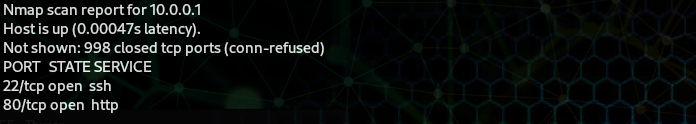 Nmap scan report for 10.0.0.1
Host is up (0.00047s latency).
Not shown: 998 closed tcp ports (conn-refused)
PORT   STATE SERVICE
22/tcp open  ssh
80/tcp open  http